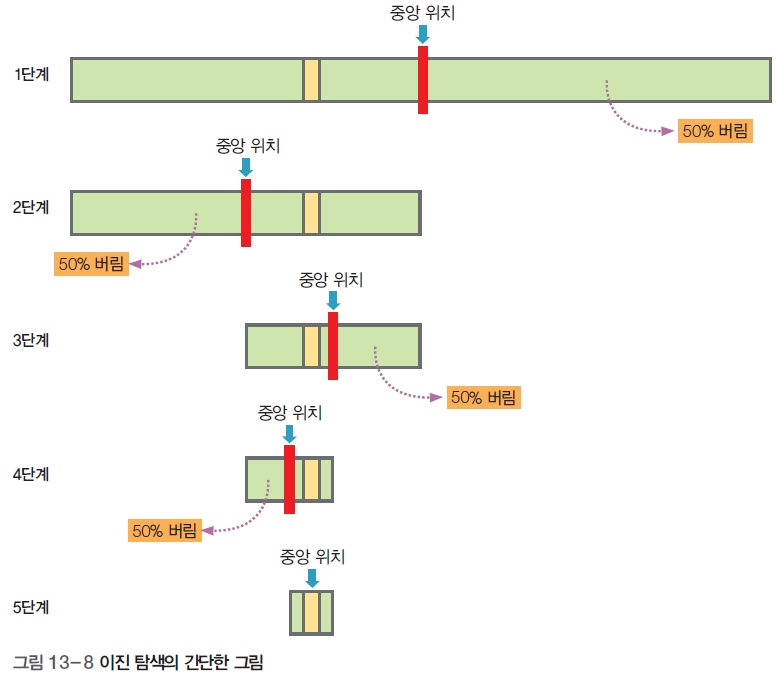 중앙 위치
1단계
50% 버림
중앙 위치
2단계
50% 버림
중앙 위치
3단계
50% 버림
중앙 위치
4단계
50% 버림
중앙 위치
5단계
그림 13-8 이진 탐색의 간단한 그림